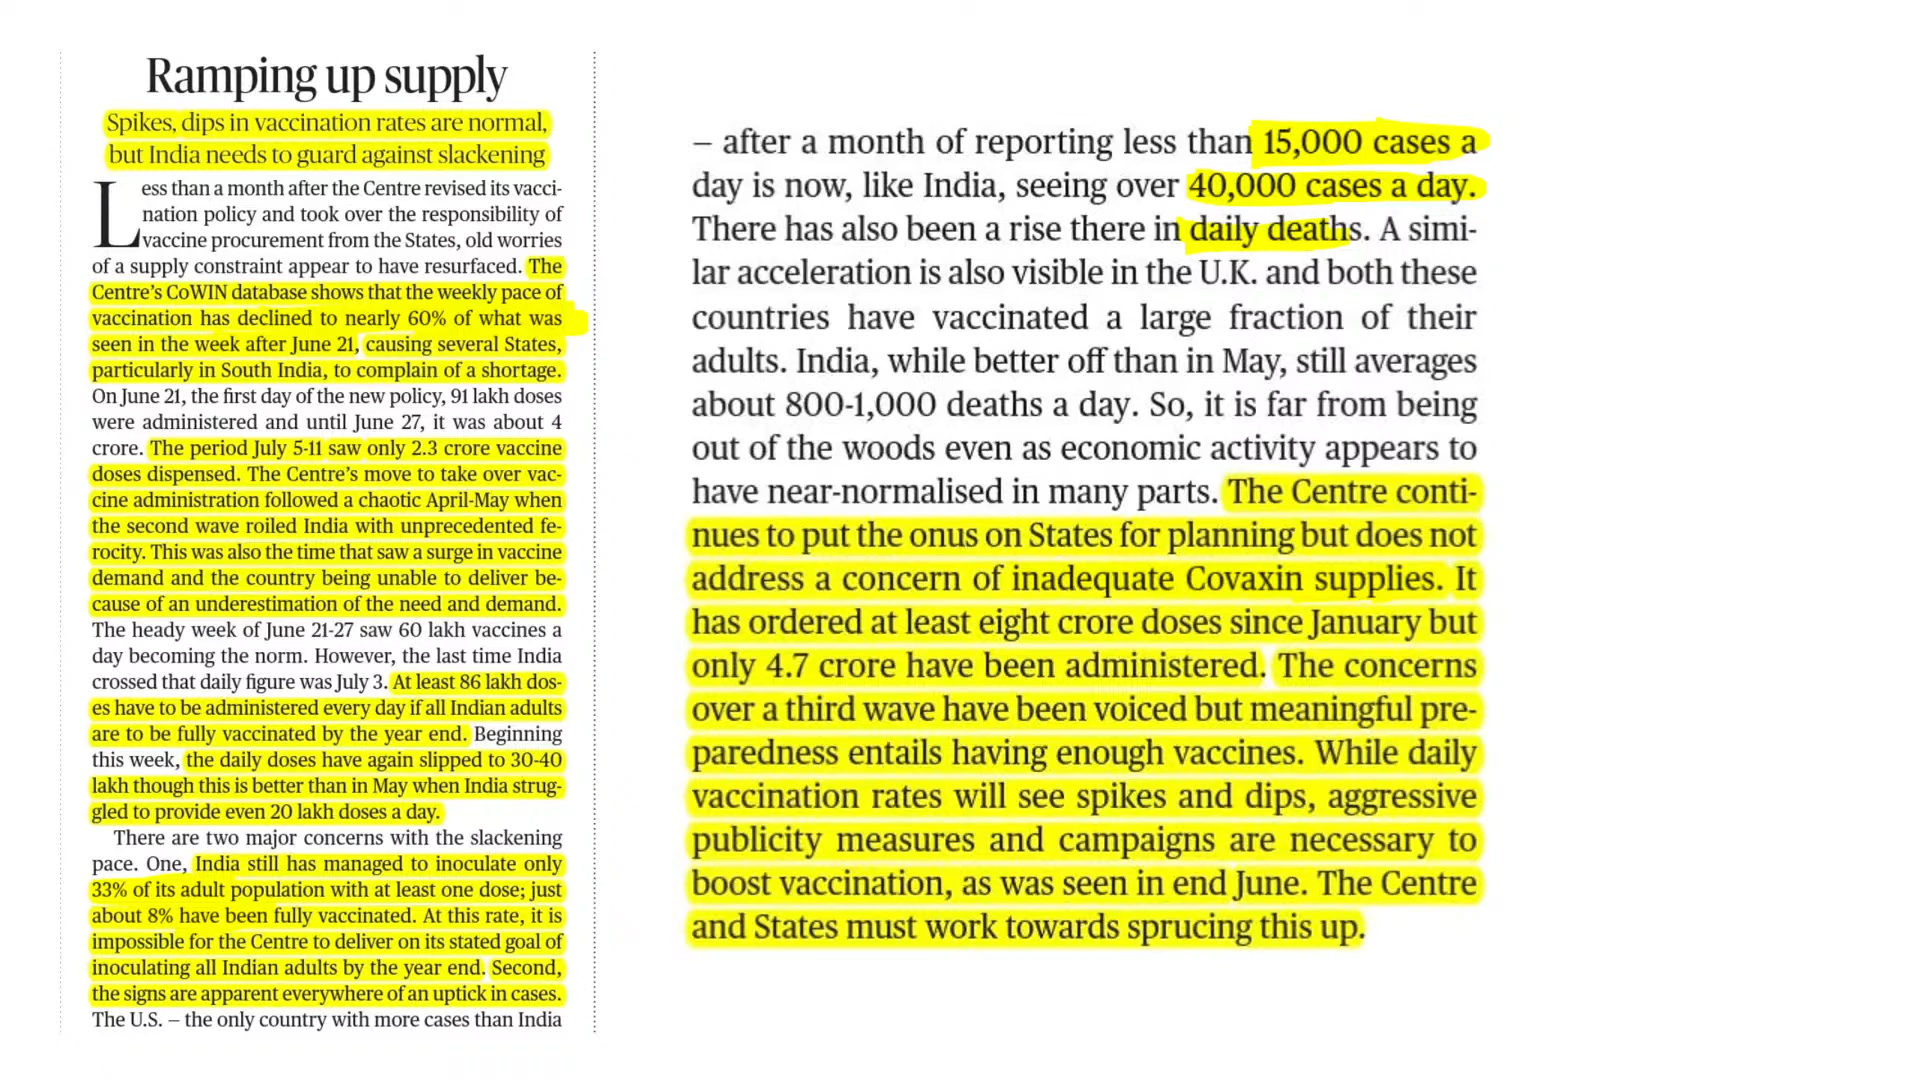 Ramping up supply
Spikes, dips in vaccination rates are normal,
but India needs to guard against slackening
Less than a month after the Centre revised its vacci-
nation policy and took over the responsibility of
vaccine procurement from the States, old worries
of a supply constraint appear to have resurfaced. The
Centre’s CoWIN database shows that the weekly pace of
vaccination has declined to nearly 60% of what was
seen in the week after June 21, causing several States,
particularly in South India, to complain of a shortage.
On June 21, the first day of the new policy, 91 lakh doses
were administered and until June 27, it was about 4
crore. The period July 5-11 saw only 2.3 crore vaccine
doses dispensed. The Centre’s move to take over vac-
cine administration followed a chaotic April-May when
the second wave roiled India with unprecedented fe-
rocity. This was also the time that saw a surge in vaccine
demand and the country being unable to deliver be-
cause of an underestimation of the need and demand.
The heady week of June 21-27 saw 60 lakh vaccines a
day becoming the norm. However, the last time India
crossed that daily figure was July 3. At least 86 lakh dos-
es have to be administered every day if all Indian adults
are to be fully vaccinated by the year end. Beginning
this week, the daily doses have again slipped to 30-40
lakh though this is better than in May when India strug-
gled to provide even 20 lakh doses a day.
There are two major concerns with the slackening
pace. One, India still has managed to inoculate only
33% of its adult population with at least one dose; just
about 8% have been fully vaccinated. At this rate, it is
impossible for the Centre to deliver on its stated goal of
inoculating all Indian adults by the year end. Second,
the signs are apparent everywhere of an uptick in cases.
The U.S. – the only country with more cases than India
– after a month of reporting less than 15,000 cases a
day is now, like India, seeing over 40,000 cases a day.
There has also been a rise there in daily deaths. A simi-
lar acceleration is also visible in the U.K. and both these
countries have vaccinated a large fraction of their
adults. India, while better off than in May, still averages
about 800-1,000 deaths a day. So, it is far from being
out of the woods even as economic activity appears to
have near-normalised in many parts. The Centre conti-
nues to put the onus on States for planning but does not
address a concern of inadequate Covaxin supplies. It
has ordered at least eight crore doses since January but
only 4.7 crore have been administered. The concerns
over a third wave have been voiced but meaningful pre-
paredness entails having enough vaccines. While daily
vaccination rates will see spikes and dips, aggressive
publicity measures and campaigns are necessary to
boost vaccination, as was seen in end June. The Centre
and States must work towards sprucing this up.